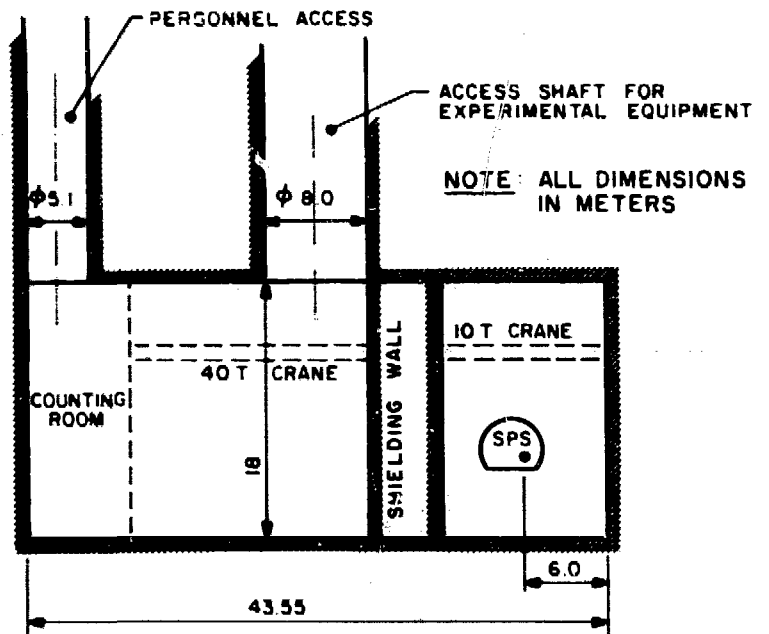 PERSONNEL ACCESS
ACCESS SHAFT FOR
EXPERIMENTAL EQUIPMENT
NOTE: ALL DIMENSIONS
IN METERS
ϕ5.1
ϕ8.0
10 T CRANE
40 T CRANE
COUNTING
ROOM
SHIELDING WALL
SPS
18
6.0
43.55